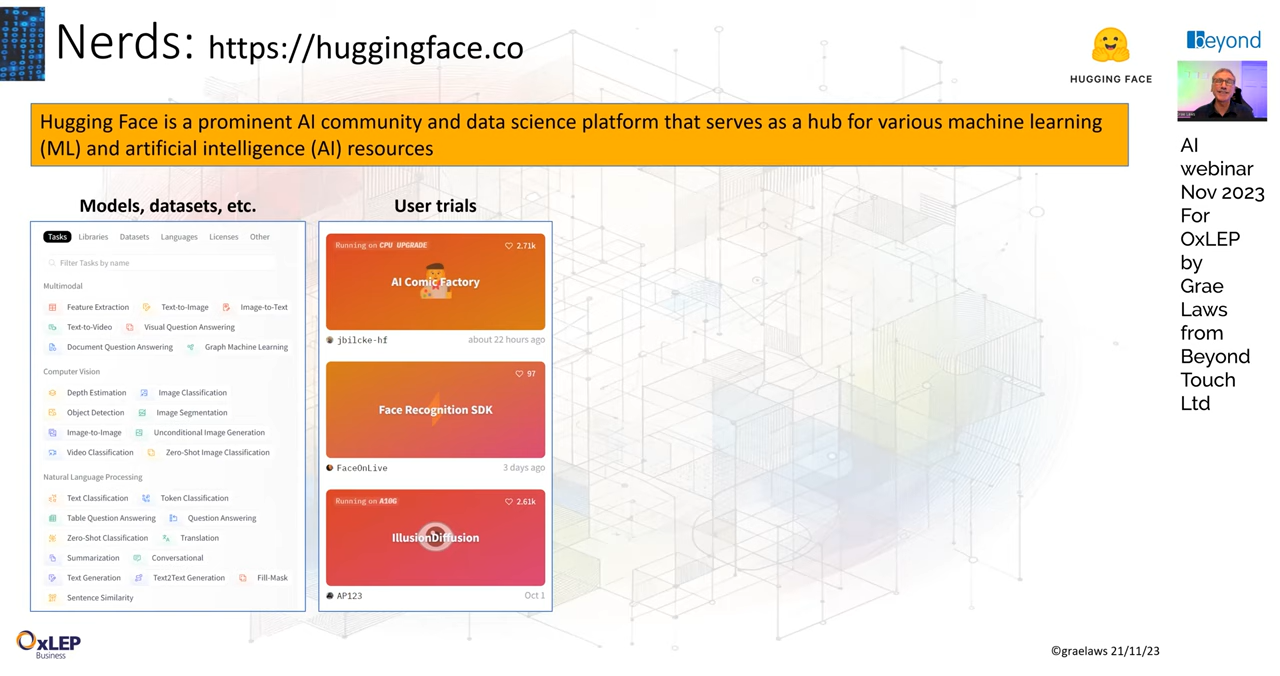 Nerds: https://huggingface.co
HUGGING FACE
beyond
Hugging Face is a prominent AI community and data science platform that serves as a hub for various machine learning
(ML) and artificial intelligence (AI) resources
AI
webinar
Nov 2023
For
OxLEP
by
Grae
Laws
from
Beyond
Touch
Ltd
Models, datasets, etc.
Tasks Libraries Datasets Languages Licenses Other
Filter Tasks by name
Multimodal
Feature Extraction Text-to-Image Image-to-Text
Text-to-Video Visual Question Answering
Document Question Answering Graph Machine Learning
Computer Vision
Depth Estimation Image Classification
Object Detection Image Segmentation
Image-to-Image Unconditional Image Generation
Video Classification Zero-Shot Image Classification
Natural Language Processing
Text Classification Token Classification
Table Question Answering Question Answering
Zero-Shot Classification Translation
Summarization Conversational
Text Generation Text2Text Generation Fill-Mask
Sentence Similarity
User trials
Running on CPU UPGRADE 2.71k
AI Comic Factory
jbilcke-hf about 22 hours ago
97
Face Recognition SDK
FaceOnLive 3 days ago
Running on A10G 2.61k
IllusionDiffusion
AP123 Oct 1
OxLEP
Business
©graelaws 21/11/23